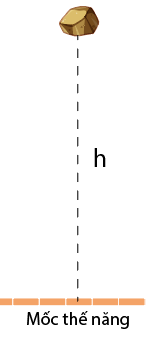 h
Mốc thế năng